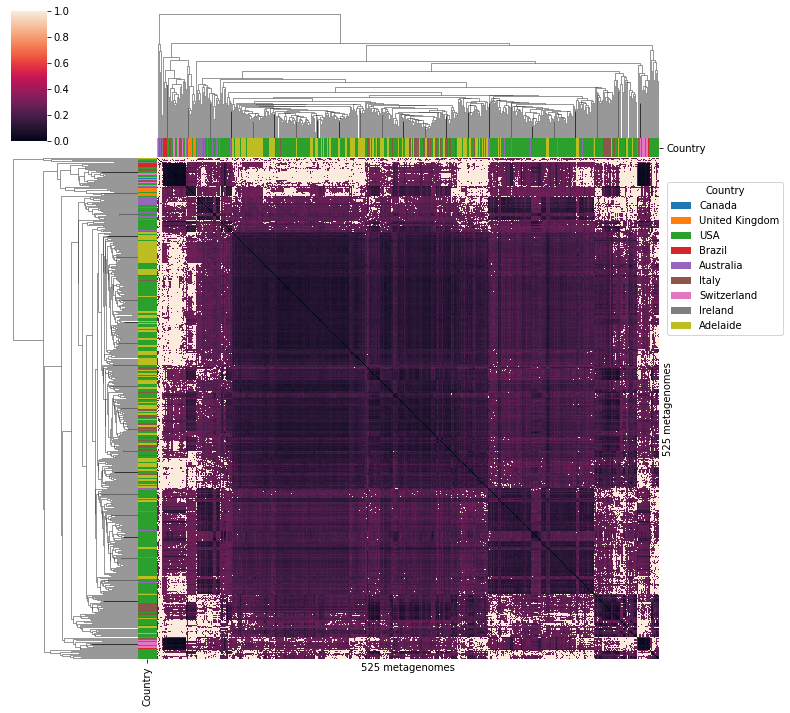 1.0
0.8
0.6
0.4
0.2
0.0
Country
Country
Canada
United Kingdom
USA
Brazil
Australia
Italy
Switzerland
Ireland
Adelaide
525 metagenomes
525 metagenomes
Country